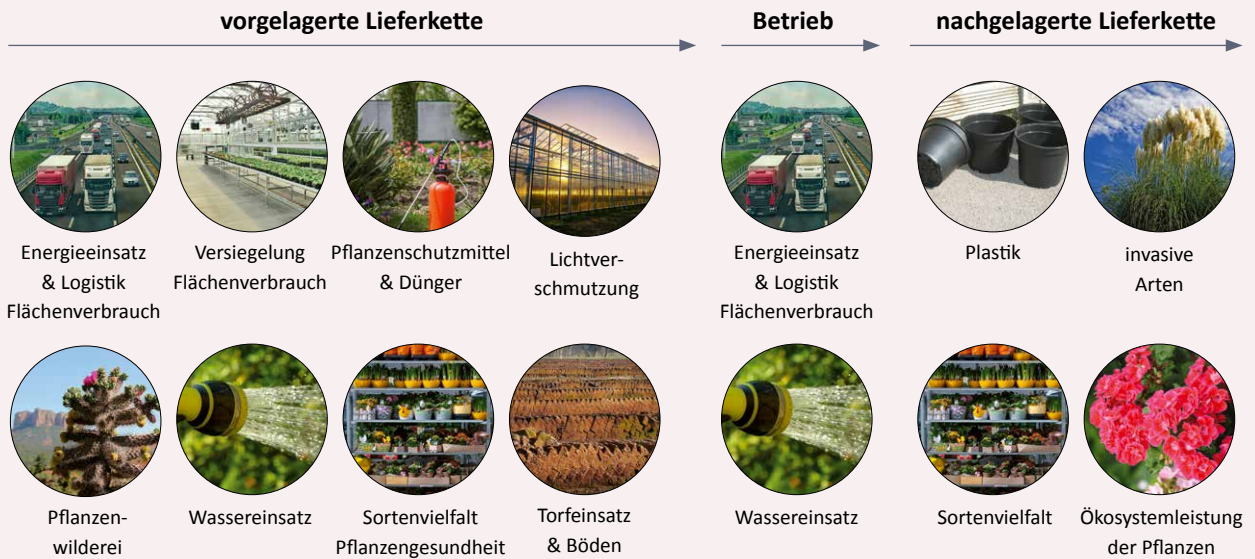 vorgelagerte Lieferkette
Betrieb
nachgelagerte Lieferkette
Energieeinsatz
& Logistik
Flächenverbrauch
Versiegelung
Flächenverbrauch
Pflanzenschutzmittel
& Dünger
Lichtver-
schmutzung
Energieeinsatz
& Logistik
Flächenverbrauch
Plastik
invasive
Arten
Pflanzen-
wilderei
Wassereinsatz
Sortenvielfalt
Pflanzengesundheit
Torfeinsatz
& Böden
Wassereinsatz
Sortenvielfalt
Ökosystemleistung
der Pflanzen